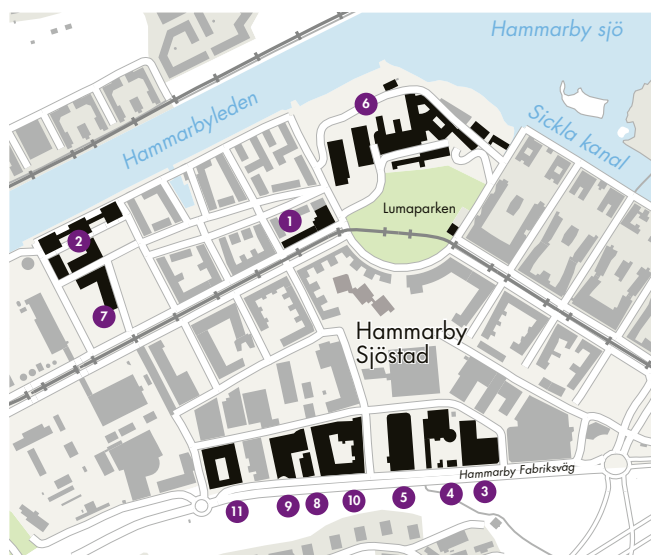 Hammarby sjö
Hammarbyleden
Sickla kanal
6
Lumaparken
1
2
7
Hammarby
Sjöstad
Hammarby Fabriksväg
11
9
8
10
5
4
3